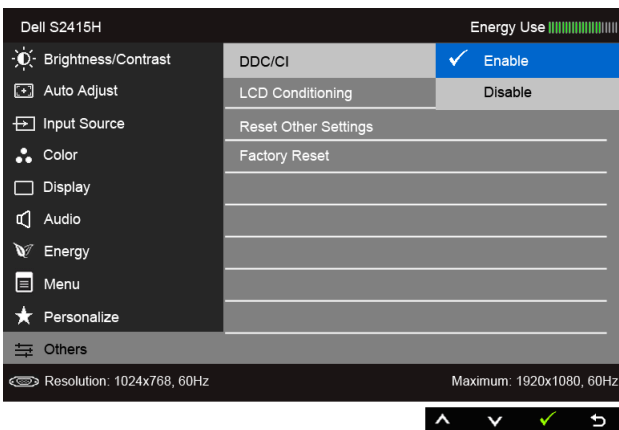 Dell S2415H Energy Use
Brightness/Contrast DDC/CI Enable
Auto Adjust LCD Conditioning Disable
Input Source Reset Other Settings
Color Factory Reset
Display
Audio
Energy
Menu
Personalize
Others
Resolution: 1024x768, 60Hz Maximum: 1920x1080, 60Hz